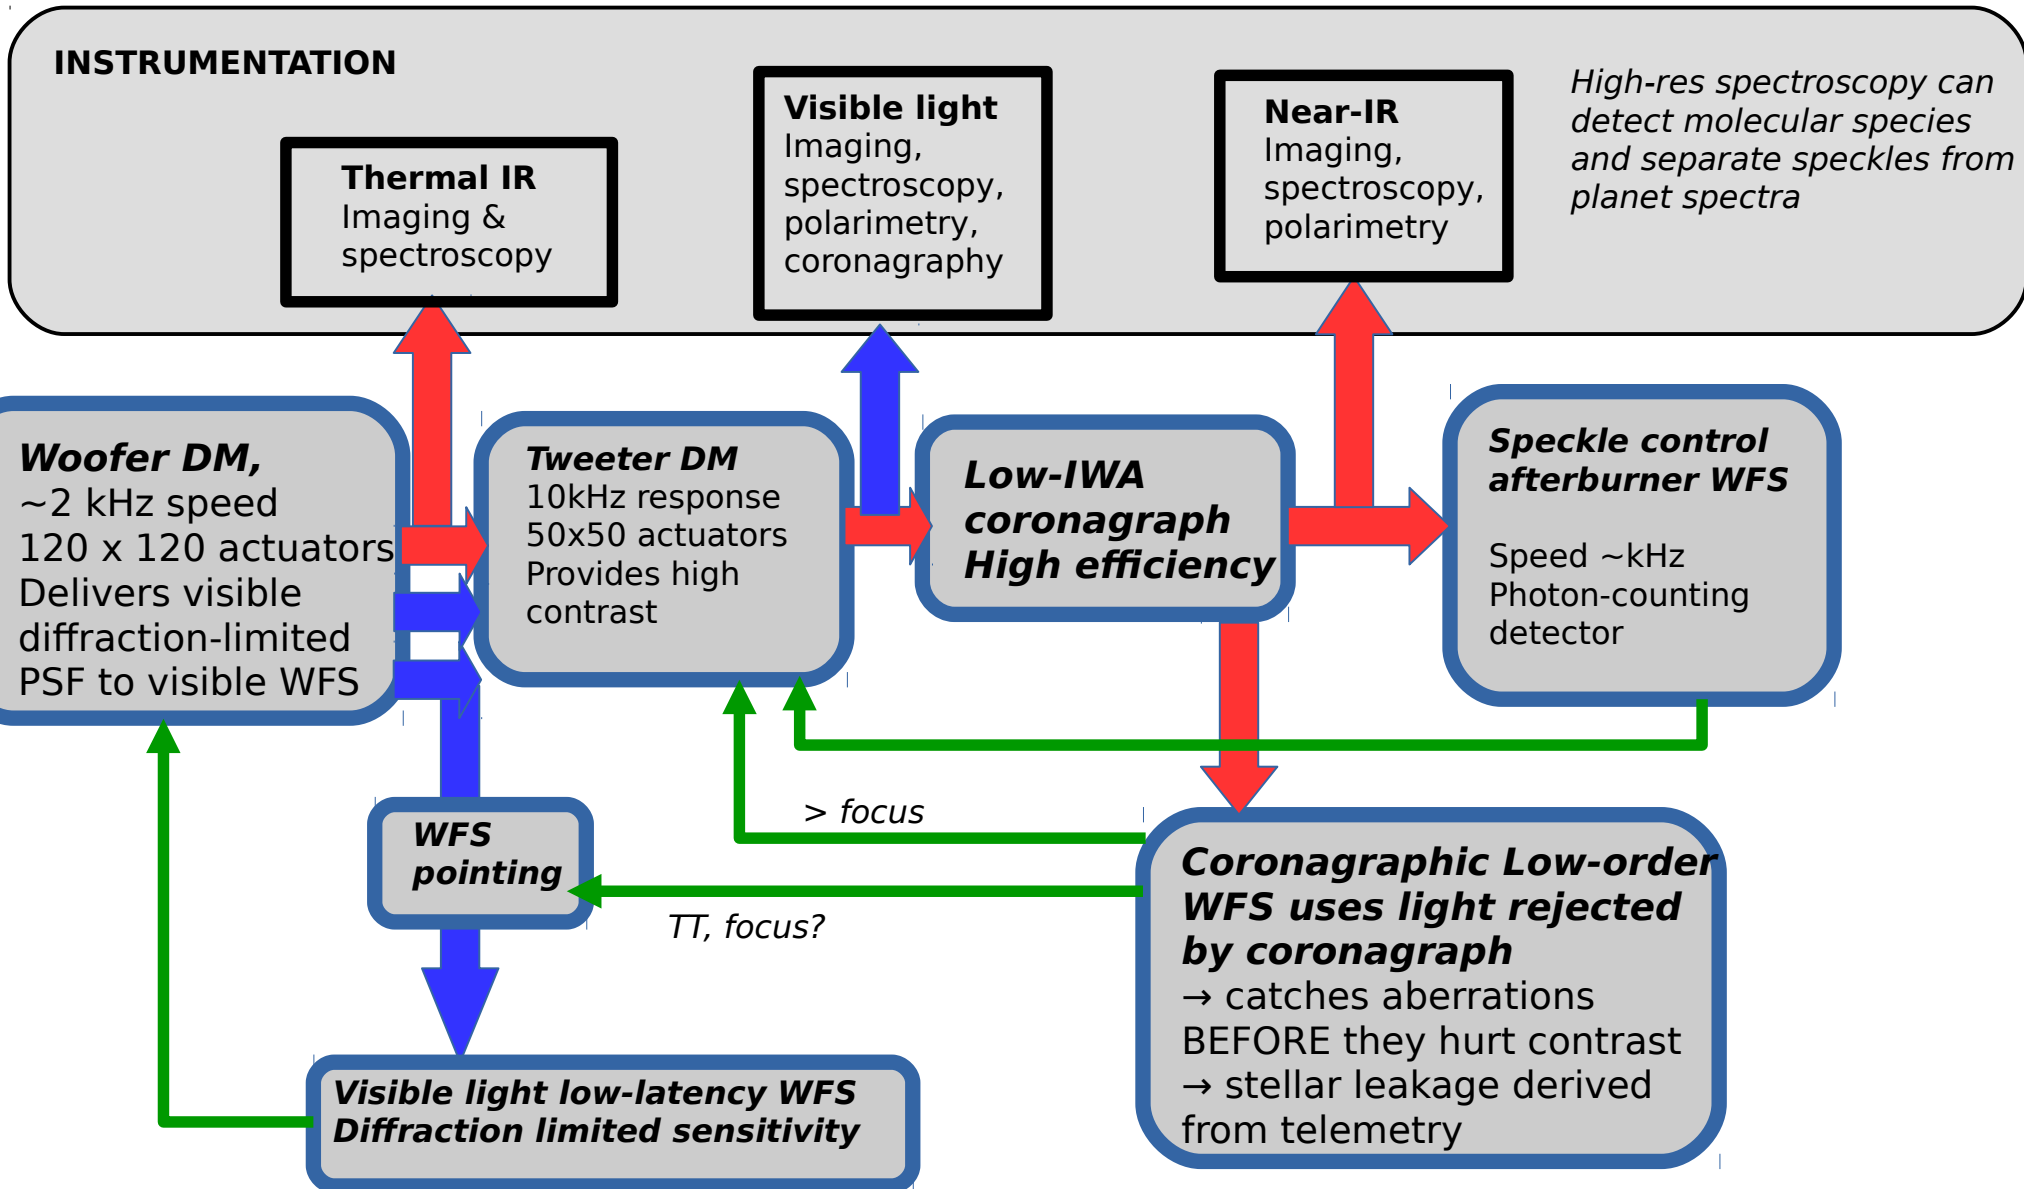 INSTRUMENTATION
Thermal IR
Imaging &
spectroscopy
Visible light
Imaging,
spectroscopy,
polarimetry,
coronagraphy
Near-IR
Imaging,
spectroscopy,
polarimetry
High-res spectroscopy can
detect molecular species
and separate speckles from
planet spectra
Woofer DM,
~2 kHz speed
120 x 120 actuators
Delivers visible
diffraction-limited
PSF to visible WFS
Tweeter DM
10kHz response
50x50 actuators
Provides high
contrast
Low-IWA
coronagraph
High efficiency
Speckle control
afterburner WFS
Speed ~kHz
Photon-counting
detector
> focus
WFS
pointing
TT, focus?
Coronagraphic Low-order
WFS uses light rejected
by coronagraph
→ catches aberrations
BEFORE they hurt contrast
→ stellar leakage derived
from telemetry
Visible light low-latency WFS
Diffraction limited sensitivity